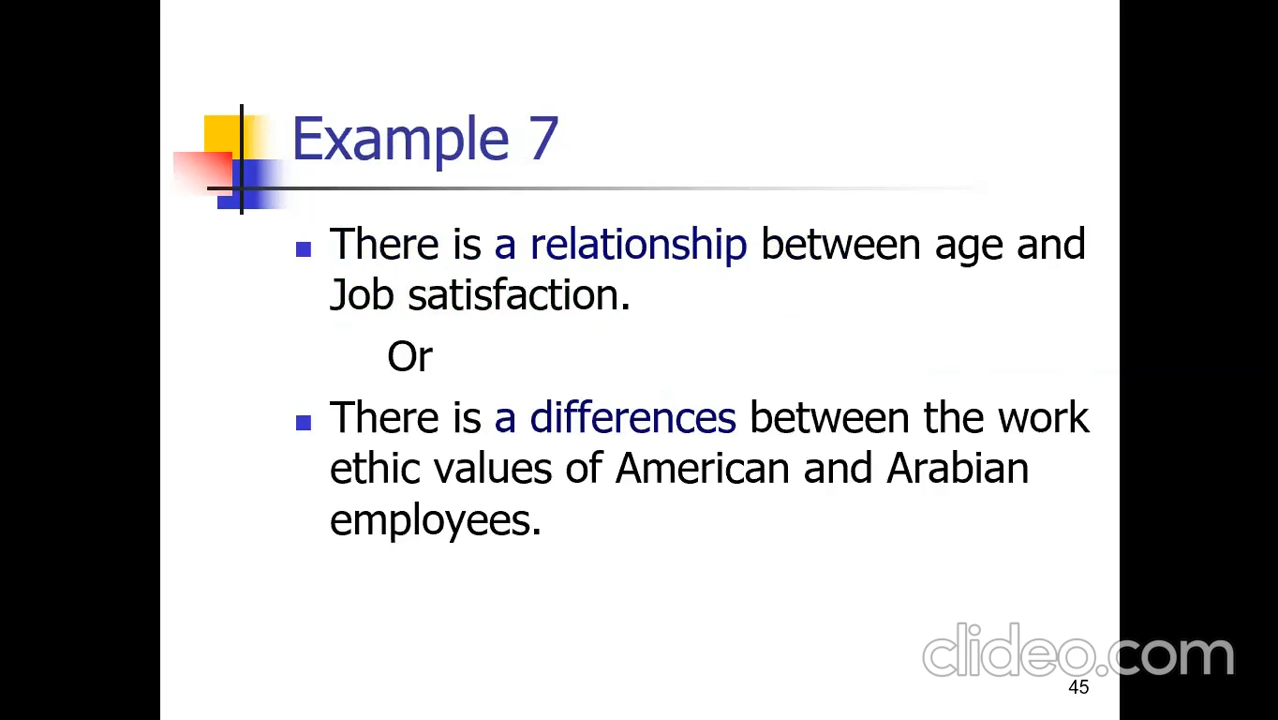 Example 7
There is a relationship between age and
Job satisfaction.
Or
There is a differences between the work
ethic values of American and Arabian
employees.
clideo.com
45